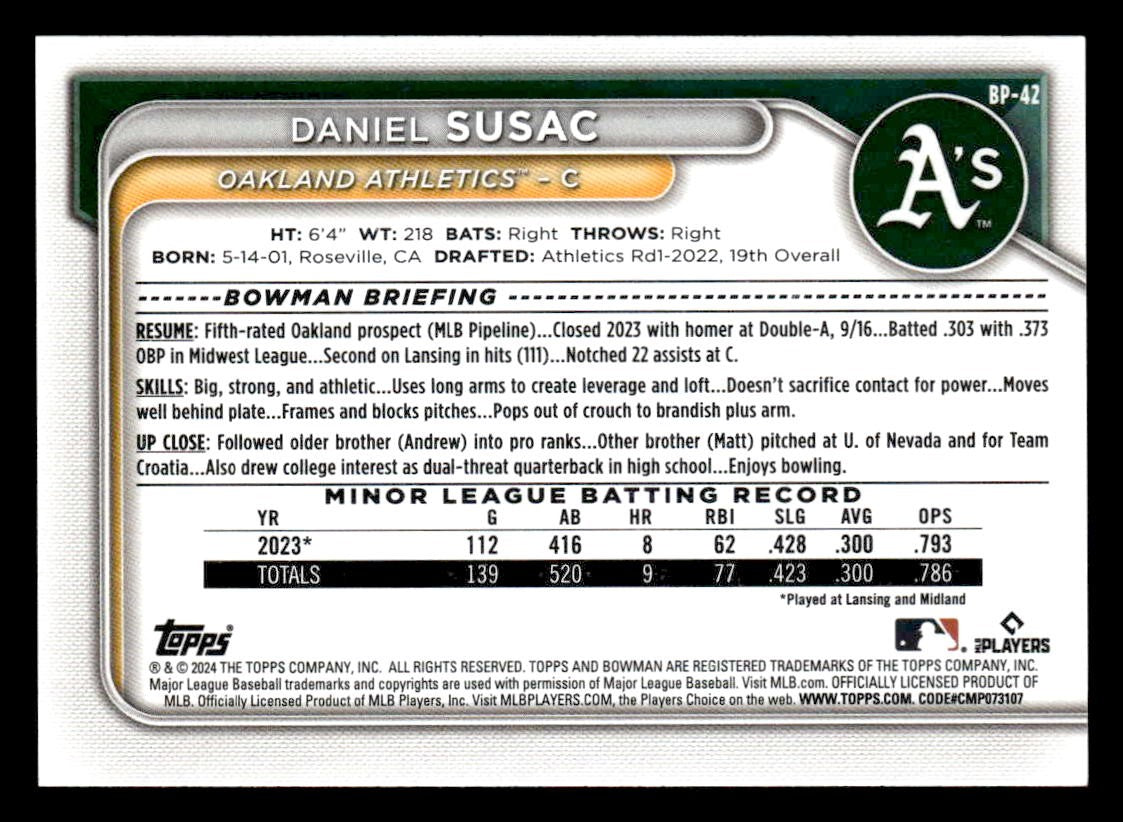 BP-42
DANIEL SUSAC
A's
TM
OAKLAND ATHLETICS™ – C
HT: 6'4" WT: 218 BATS: Right THROWS: Right
BORN: 5-14-01, Roseville, CA DRAFTED: Athletics Rd1-2022, 19th Overall
BOWMAN BRIEFING
RESUME: Fifth-rated Oakland prospect (MLB Pipeline)...Closed 2023 with homer at Double-A, 9/16...Batted .303 with .373
OBP in Midwest League...Second on Lansing in hits (111)...Notched 22 assists at C.
SKILLS: Big, strong, and athletic...Uses long arms to create leverage and loft...Doesn't sacrifice contact for power...Moves
well behind plate...Frames and blocks pitches...Pops out of crouch to brandish plus arm.
UP CLOSE: Followed older brother (Andrew) into pro ranks...Other brother (Matt) pitched at U. of Nevada and for Team
Croatia...Also drew college interest as dual-threat quarterback in high school...Enjoys bowling.
MINOR LEAGUE BATTING RECORD
YR G AB HR RBI SLG AVG OPS
2023* 112 416 8 62 .428 .300 .793
TOTALS 139 520 9 77 .423 .300 .786
*Played at Lansing and Midland
Topps®
MLB PLAYERS
® & © 2024 THE TOPPS COMPANY, INC. ALL RIGHTS RESERVED. TOPPS AND BOWMAN ARE REGISTERED TRADEMARKS OF THE TOPPS COMPANY, INC.
Major League Baseball trademarks and copyrights are used with permission of Major League Baseball. Visit MLB.com. OFFICIALLY LICENSED PRODUCT OF
MLB. Officially Licensed Product of MLB Players, Inc. Visit MLBPLAYERS.COM, the Players Choice on the web. WWW.TOPPS.COM. CODE#CMP073107